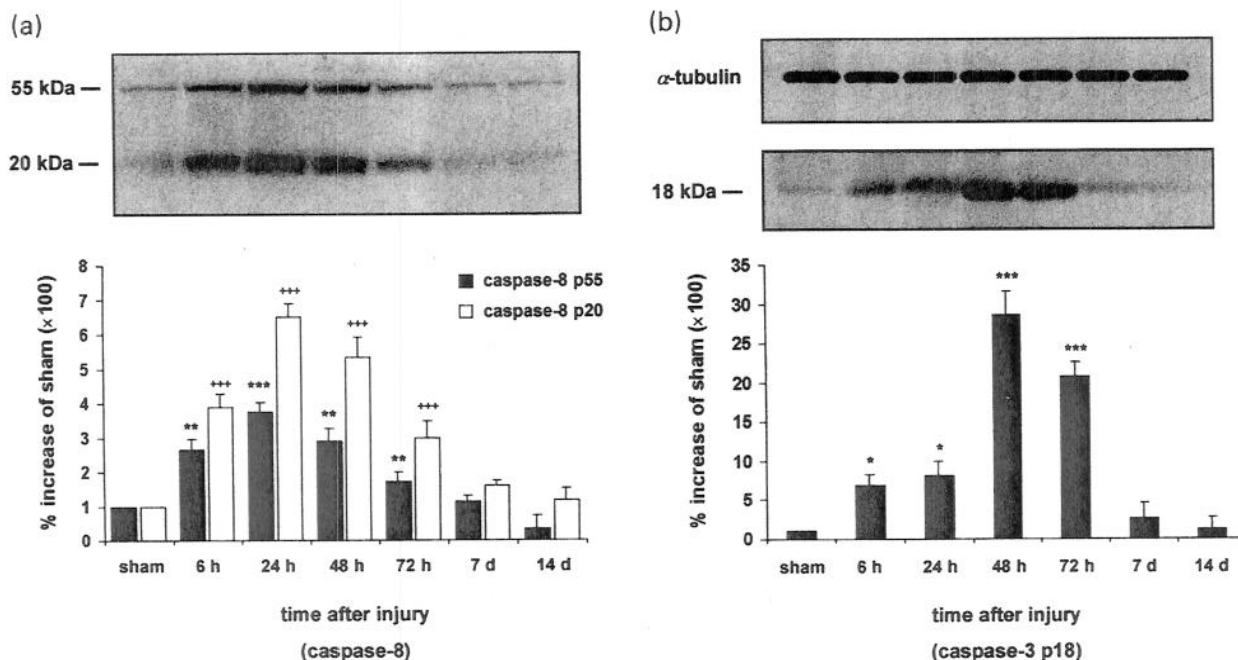 (a)
55 kDa —
20 kDa —
8
7
6
5
4
3
2
1
0
% increase of sham (×100)
caspase-8 p55
caspase-8 p20
**
+++
***
+++
**
+++
**
+++
sham 6 h 24 h 48 h 72 h 7 d 14 d
time after injury
(caspase-8)
(b)
α-tubulin
18 kDa —
35
30
25
20
15
10
5
0
% increase of sham (×100)
*
*
***
***
sham 6 h 24 h 48 h 72 h 7 d 14 d
time after injury
(caspase-3 p18)